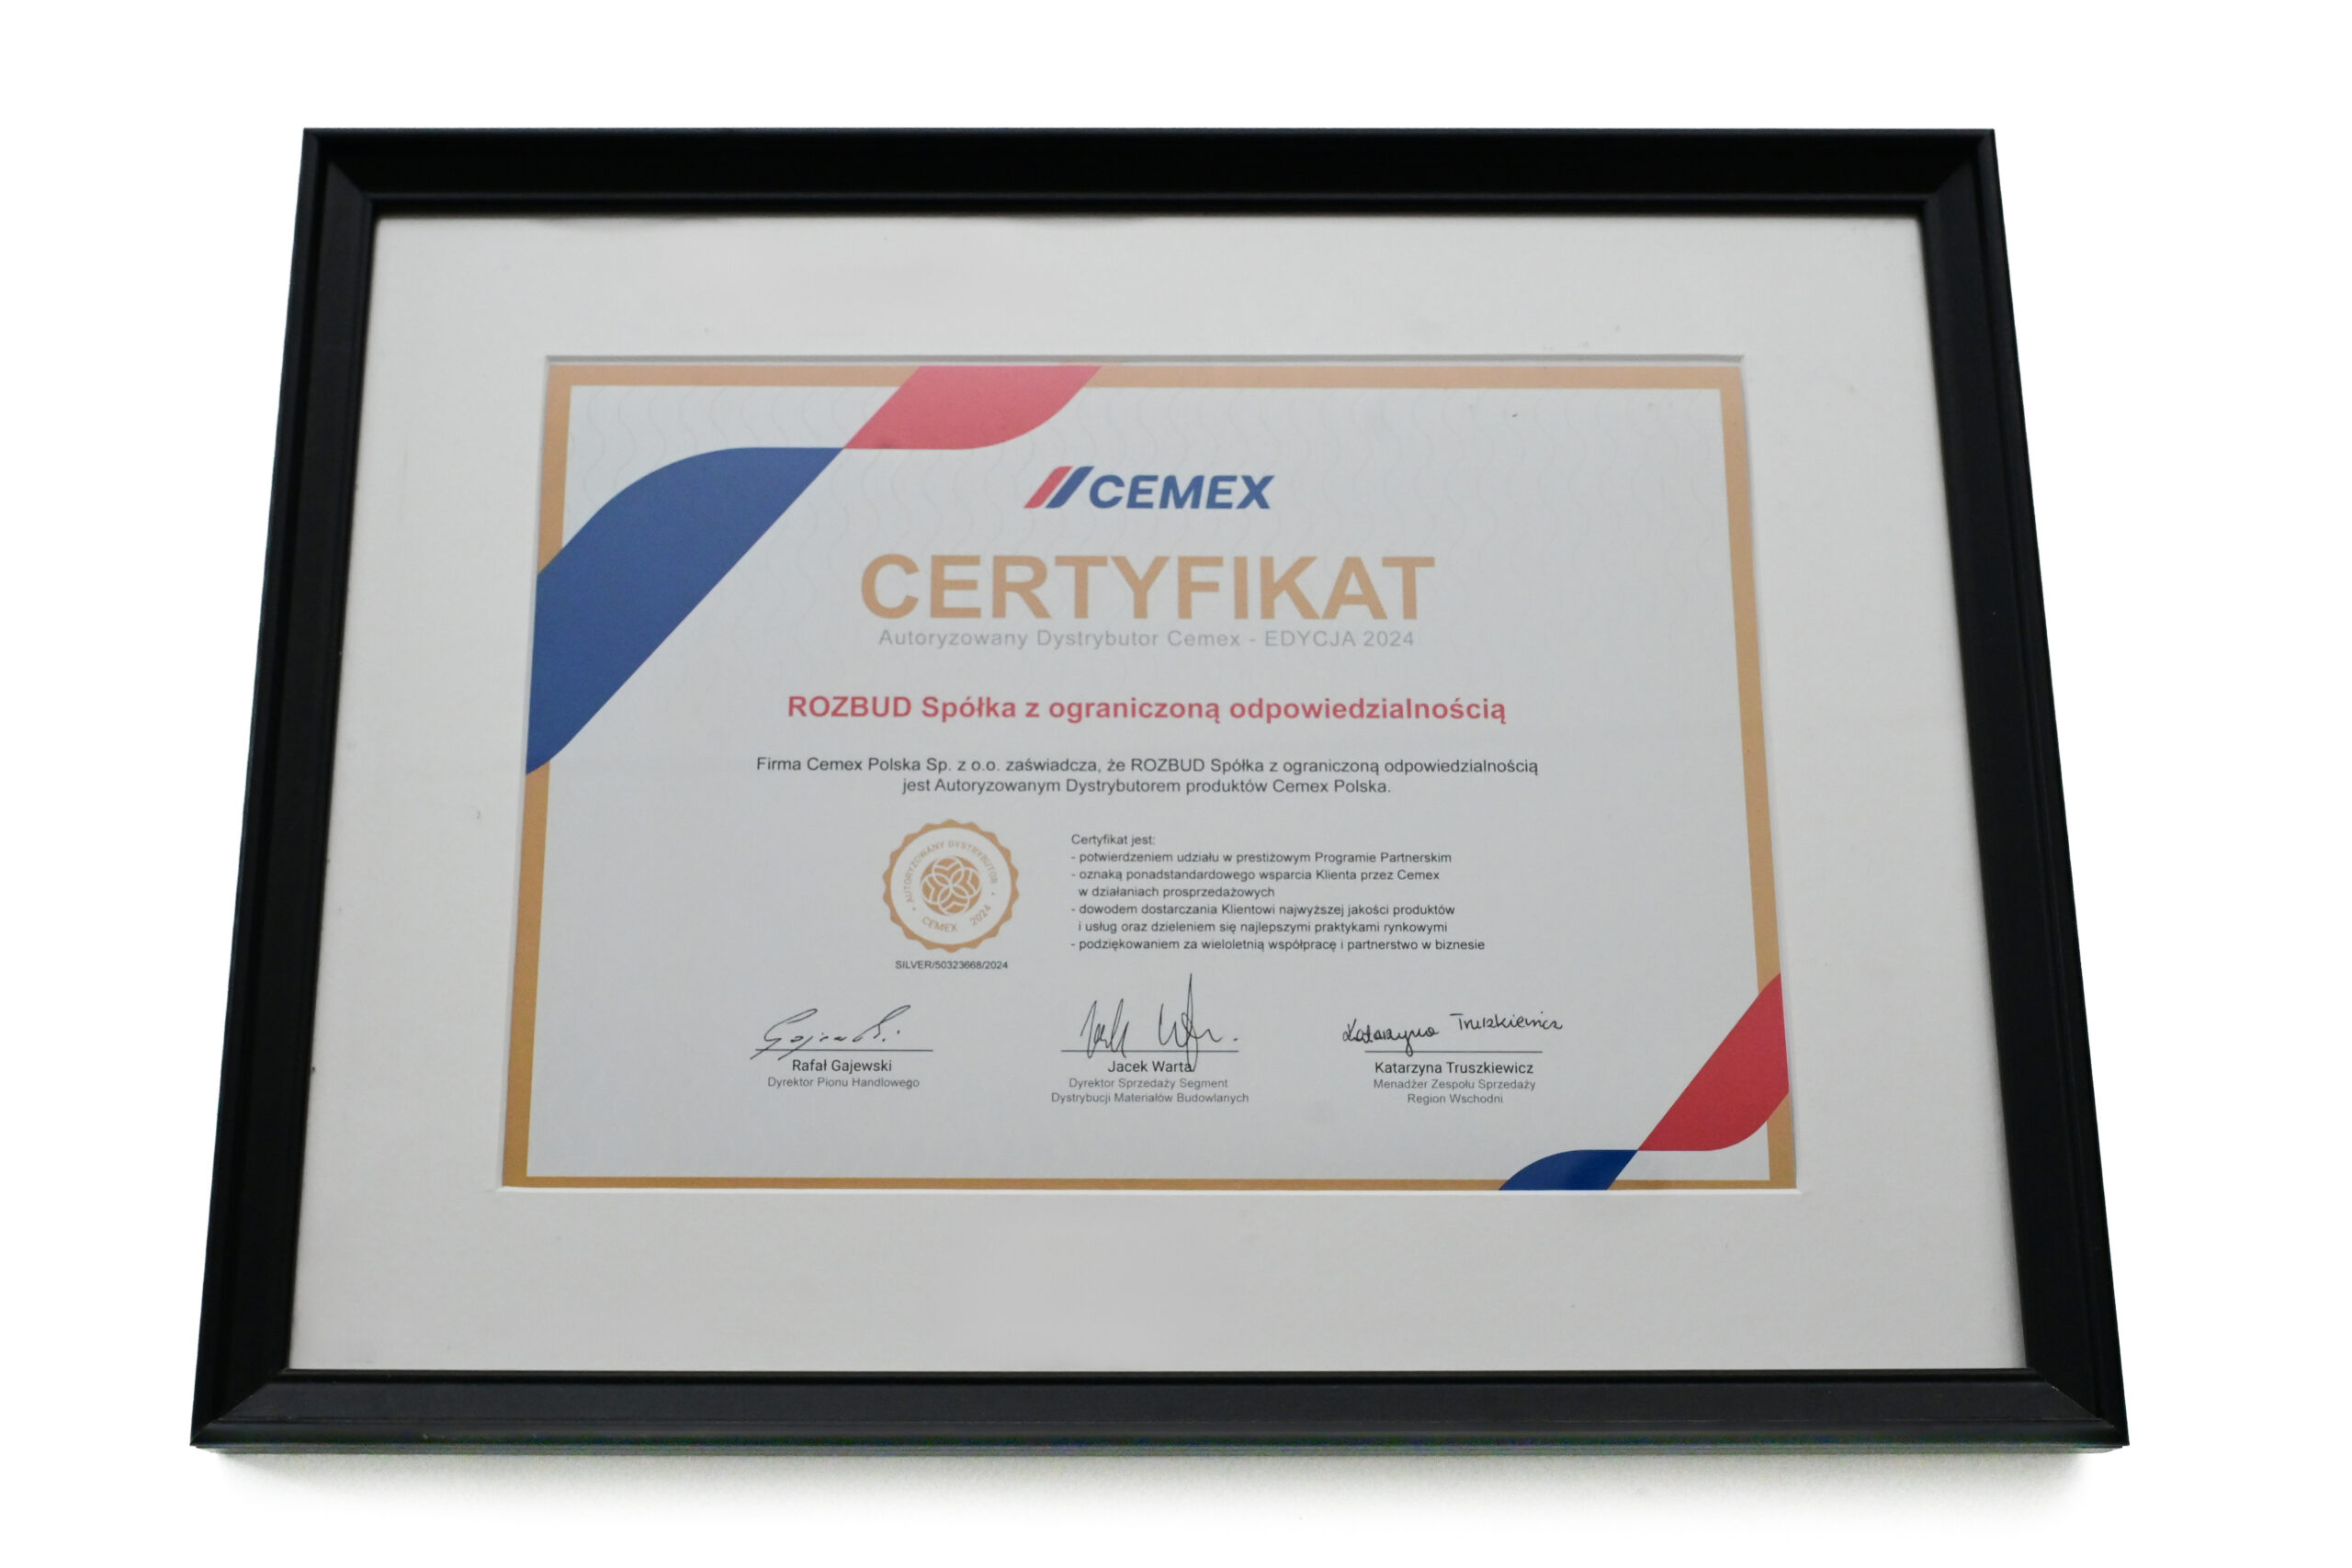 CEMEX
CERTYFIKAT
Autoryzowany Dystrybutor Cemex - EDYCJA 2024
ROZBUD Spółka z ograniczoną odpowiedzialnością
Firma Cemex Polska Sp. z o.o. zaświadcza, że ROZBUD Spółka z ograniczoną odpowiedzialnością
jest Autoryzowanym Dystrybutorem produktów Cemex Polska.
AUTORYZOWANY DYSTRYBUTOR
CEMEX 2024
SILVER/50323668/2024
Certyfikat jest:
- potwierdzeniem udziału w prestiżowym Programie Partnerskim
- oznaką ponadstandardowego wsparcia Klienta przez Cemex
w działaniach prosprzedażowych
- dowodem dostarczania Klientowi najwyższej jakości produktów
i usług oraz dzieleniem się najlepszymi praktykami rynkowymi
- podziękowaniem za wieloletnią współpracę i partnerstwo w biznesie
Rafał Gajewski
Dyrektor Pionu Handlowego
Jacek Warta
Dyrektor Sprzedaży Segment
Dystrybucji Materiałów Budowlanych
Katarzyna Truszkiewicz
Katarzyna Truszkiewicz
Menadżer Zespołu Sprzedaży
Region Wschodni